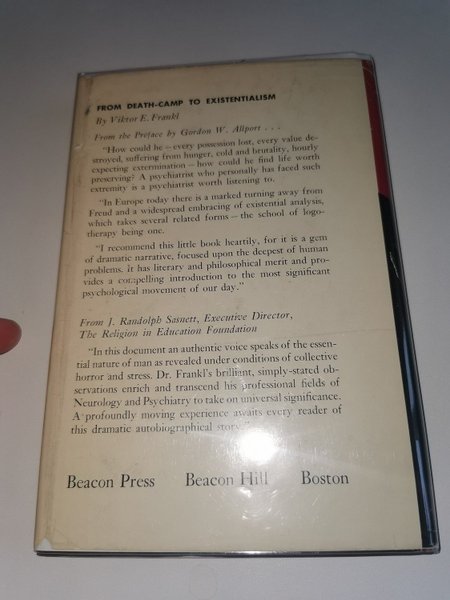 FROM DEATH-CAMP TO EXISTENTIALISM
By Viktor E. Frankl
From the Preface by Gordon W. Allport . . .
"How could he — every possession lost, every value de-
stroyed, suffering from hunger, cold and brutality, hourly
expecting extermination — how could he find life worth
preserving? A psychiatrist who personally has faced such
extremity is a psychiatrist worth listening to.
"In Europe today there is a marked turning away from
Freud and a widespread embracing of existential analysis,
which takes several related forms — the school of logo-
therapy being one.
"I recommend this little book heartily, for it is a gem
of dramatic narrative, focused upon the deepest of human
problems. It has literary and philosophical merit and pro-
vides a compelling introduction to the most significant
psychological movement of our day."
From J. Randolph Sasnett, Executive Director,
The Religion in Education Foundation
"In this document an authentic voice speaks of the essen-
tial nature of man as revealed under conditions of collective
horror and stress. Dr. Frankl's brilliant, simply-stated ob-
servations enrich and transcend his professional fields of
Neurology and Psychiatry to take on universal significance.
A profoundly moving experience awaits every reader of
this dramatic autobiographical story."
Beacon Press Beacon Hill Boston